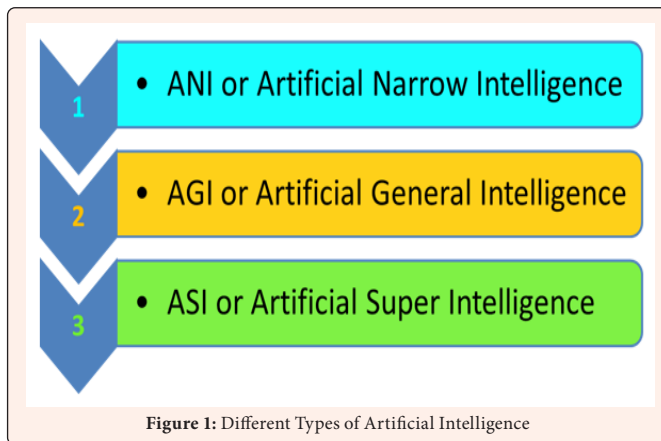 1
• ANI or Artificial Narrow Intelligence
2
• AGI or Artificial General Intelligence
3
• ASI or Artificial Super Intelligence
Figure 1: Different Types of Artificial Intelligence